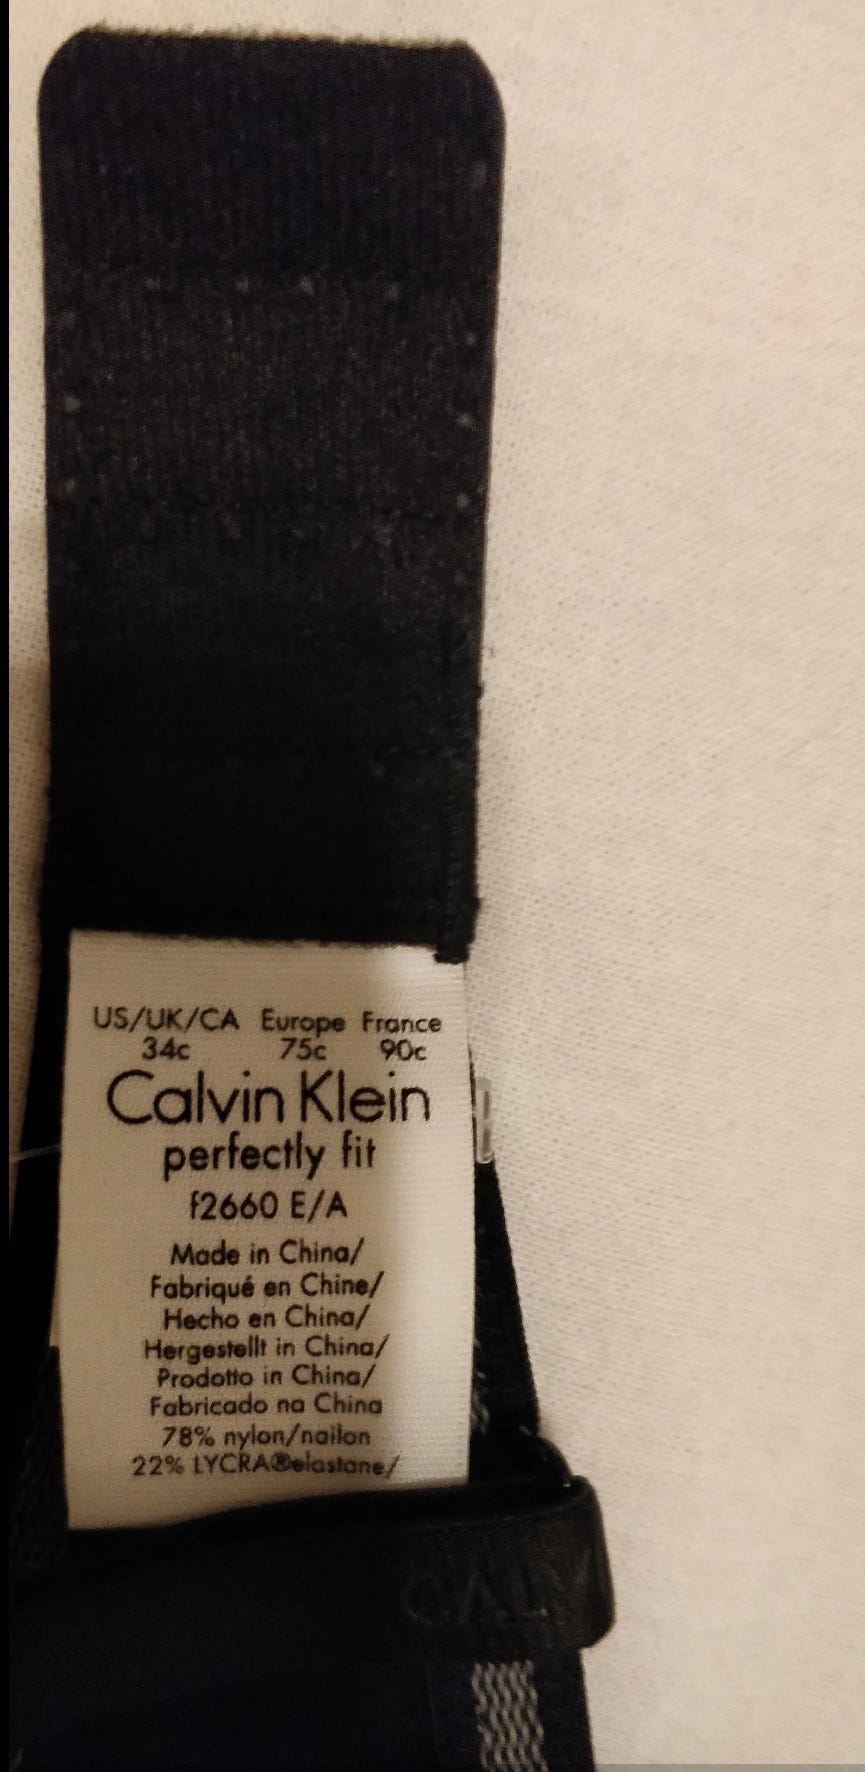 US/UK/CA Europe France
34c 75c 90c
Calvin Klein
perfectly fit
f2660 E/A
Made in China/
Fabriqué en Chine/
Hecho en China/
Hergestellt in China/
Prodotto in China/
Fabricado na China
78% nylon/nailon
22% LYCRA®elastane/
CALV